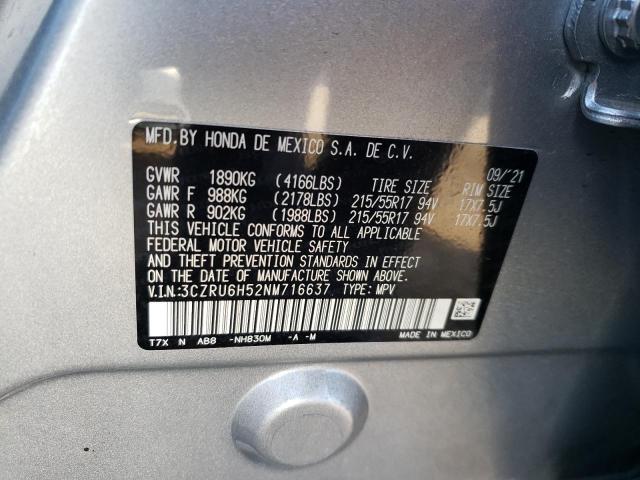 MFD.BY HONDA DE MEXICO S.A. DE C.V.
09/'21
GVWR 1890KG (4166LBS) TIRE SIZE RIM SIZE
GAWR F 988KG (2178LBS) 215/55R17 94V 17X7.5J
GAWR R 902KG (1988LBS) 215/55R17 94V 17X7.5J
THIS VEHICLE CONFORMS TO ALL APPLICABLE
FEDERAL MOTOR VEHICLE SAFETY
AND THEFT PREVENTION STANDARDS IN EFFECT
ON THE DATE OF MANUFACTURE SHOWN ABOVE.
V.I.N.:3CZRU6H52NM716637 TYPE: MPV
T7X N AB8 -NH830M -A -M MADE IN MEXICO